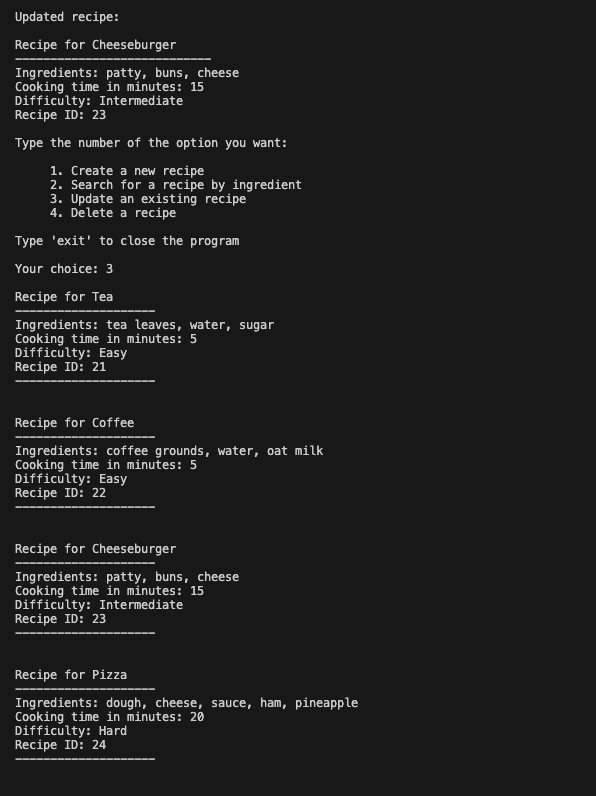 Updated recipe:
Recipe for Cheeseburger
----------------------------
Ingredients: patty, buns, cheese
Cooking time in minutes: 15
Difficulty: Intermediate
Recipe ID: 23
Type the number of the option you want:
1. Create a new recipe
2. Search for a recipe by ingredient
3. Update an existing recipe
4. Delete a recipe
Type 'exit' to close the program
Your choice: 3
Recipe for Tea
--------------------
Ingredients: tea leaves, water, sugar
Cooking time in minutes: 5
Difficulty: Easy
Recipe ID: 21
--------------------
Recipe for Coffee
--------------------
Ingredients: coffee grounds, water, oat milk
Cooking time in minutes: 5
Difficulty: Easy
Recipe ID: 22
--------------------
Recipe for Cheeseburger
--------------------
Ingredients: patty, buns, cheese
Cooking time in minutes: 15
Difficulty: Intermediate
Recipe ID: 23
--------------------
Recipe for Pizza
--------------------
Ingredients: dough, cheese, sauce, ham, pineapple
Cooking time in minutes: 20
Difficulty: Hard
Recipe ID: 24
--------------------